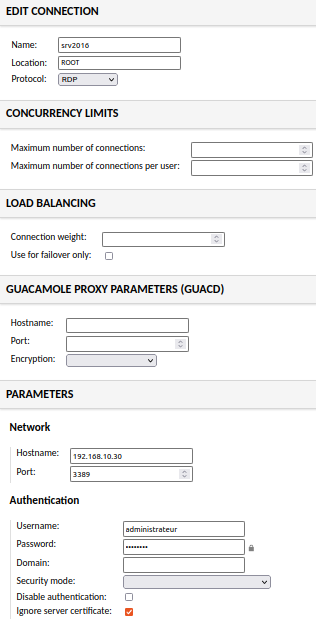 EDIT CONNECTION
Name: srv2016
Location: ROOT
Protocol: RDP
CONCURRENCY LIMITS
Maximum number of connections:
Maximum number of connections per user:
LOAD BALANCING
Connection weight:
Use for failover only:
GUACAMOLE PROXY PARAMETERS (GUACD)
Hostname:
Port:
Encryption:
PARAMETERS
Network
Hostname: 192.168.10.30
Port: 3389
Authentication
Username: administrateur
Password: ••••••••
Domain:
Security mode:
Disable authentication:
Ignore server certificate: